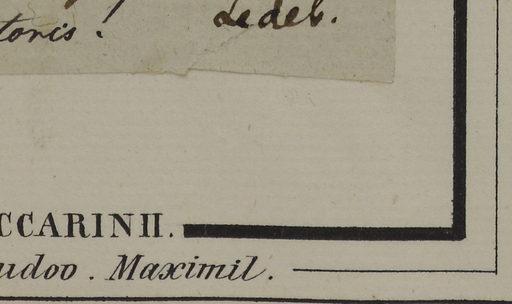 toris! Ledeb.
CCARINII.
udov. Maximil.